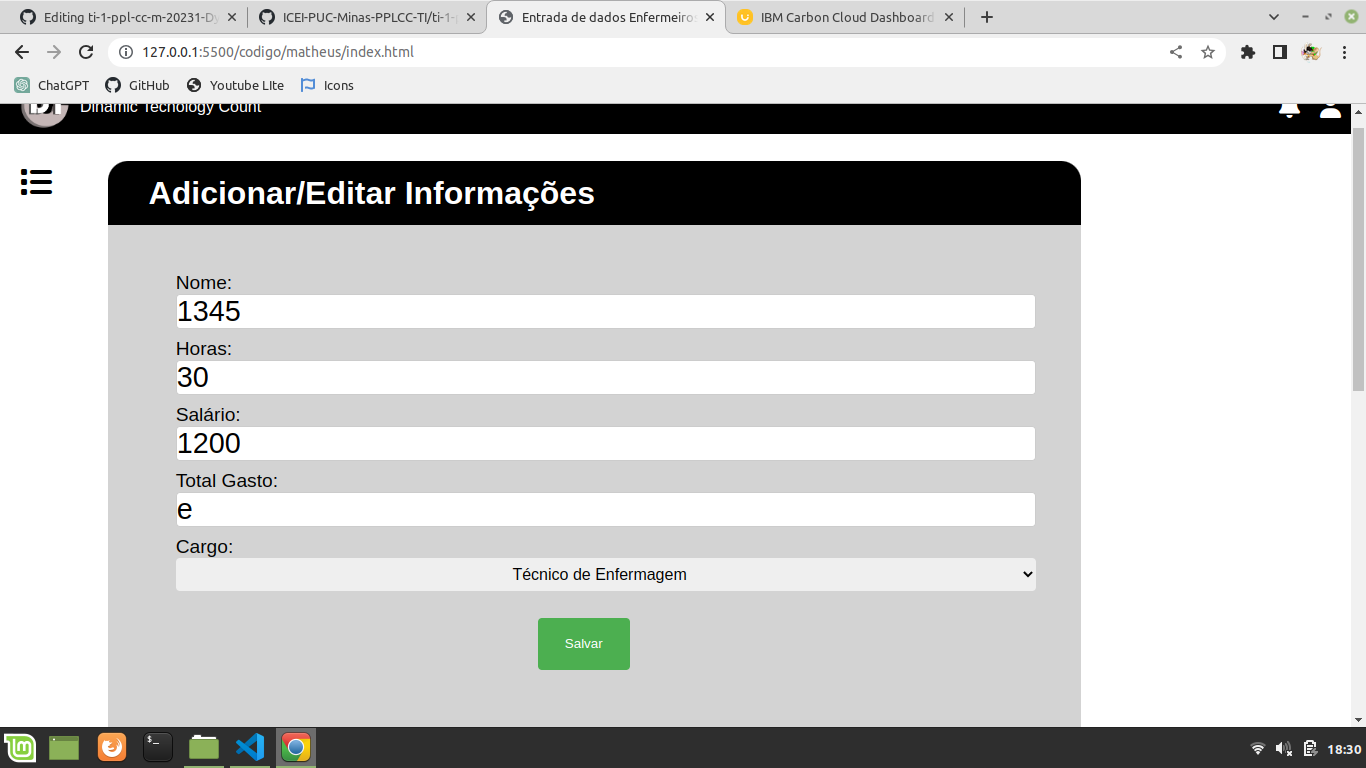 Editing ti-1-ppl-cc-m-20231-Dy
ICEI-PUC-Minas-PPLCC-TI/ti-1-p
Entrada de dados Enfermeiros
IBM Carbon Cloud Dashboard
127.0.0.1:5500/codigo/matheus/index.html
ChatGPT
GitHub
Youtube LIte
Icons
Dinamic Tecnology Count
Adicionar/Editar Informações
Nome:
1345
Horas:
30
Salário:
1200
Total Gasto:
e
Cargo:
Técnico de Enfermagem
Salvar
18:30